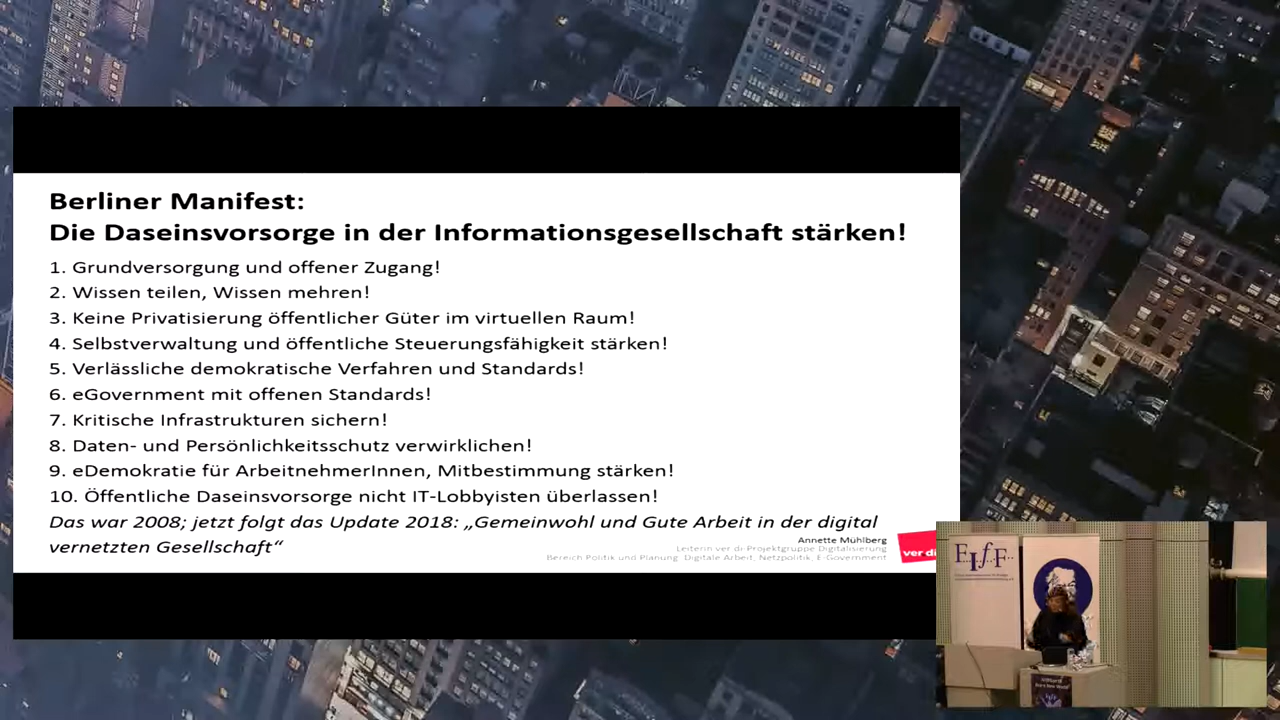 Berliner Manifest:
Die Daseinsvorsorge in der Informationsgesellschaft stärken!
1. Grundversorgung und offener Zugang!
2. Wissen teilen, Wissen mehren!
3. Keine Privatisierung öffentlicher Güter im virtuellen Raum!
4. Selbstverwaltung und öffentliche Steuerungsfähigkeit stärken!
5. Verlässliche demokratische Verfahren und Standards!
6. eGovernment mit offenen Standards!
7. Kritische Infrastrukturen sichern!
8. Daten- und Persönlichkeitsschutz verwirklichen!
9. eDemokratie für ArbeitnehmerInnen, Mitbestimmung stärken!
10. Öffentliche Daseinsvorsorge nicht IT-Lobbyisten überlassen!
Das war 2008; jetzt folgt das Update 2018: „Gemeinwohl und Gute Arbeit in der digital
vernetzten Gesellschaft“
Annette Mühlberg
Leiterin ver.di-Projektgruppe Digitalisierung
Bereich Politik und Planung: Digitale Arbeit, Netzpolitik, E-Government
ver di
F..I..f..F..